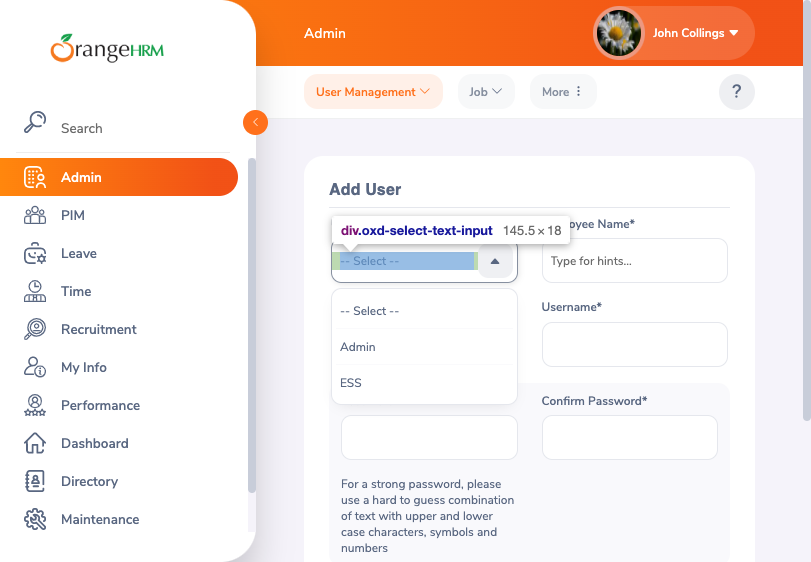 OrangeHRM
Search
Admin
PIM
Leave
Time
Recruitment
My Info
Performance
Dashboard
Directory
Maintenance
Admin
John Collings
User Management
Job
More
?
Add User
div.oxd-select-text-input 145.5 × 18
-- Select --
-- Select --
Admin
ESS
oyee Name*
Type for hints...
Username*
Confirm Password*
For a strong password, please
use a hard to guess combination
of text with upper and lower
case characters, symbols and
numbers